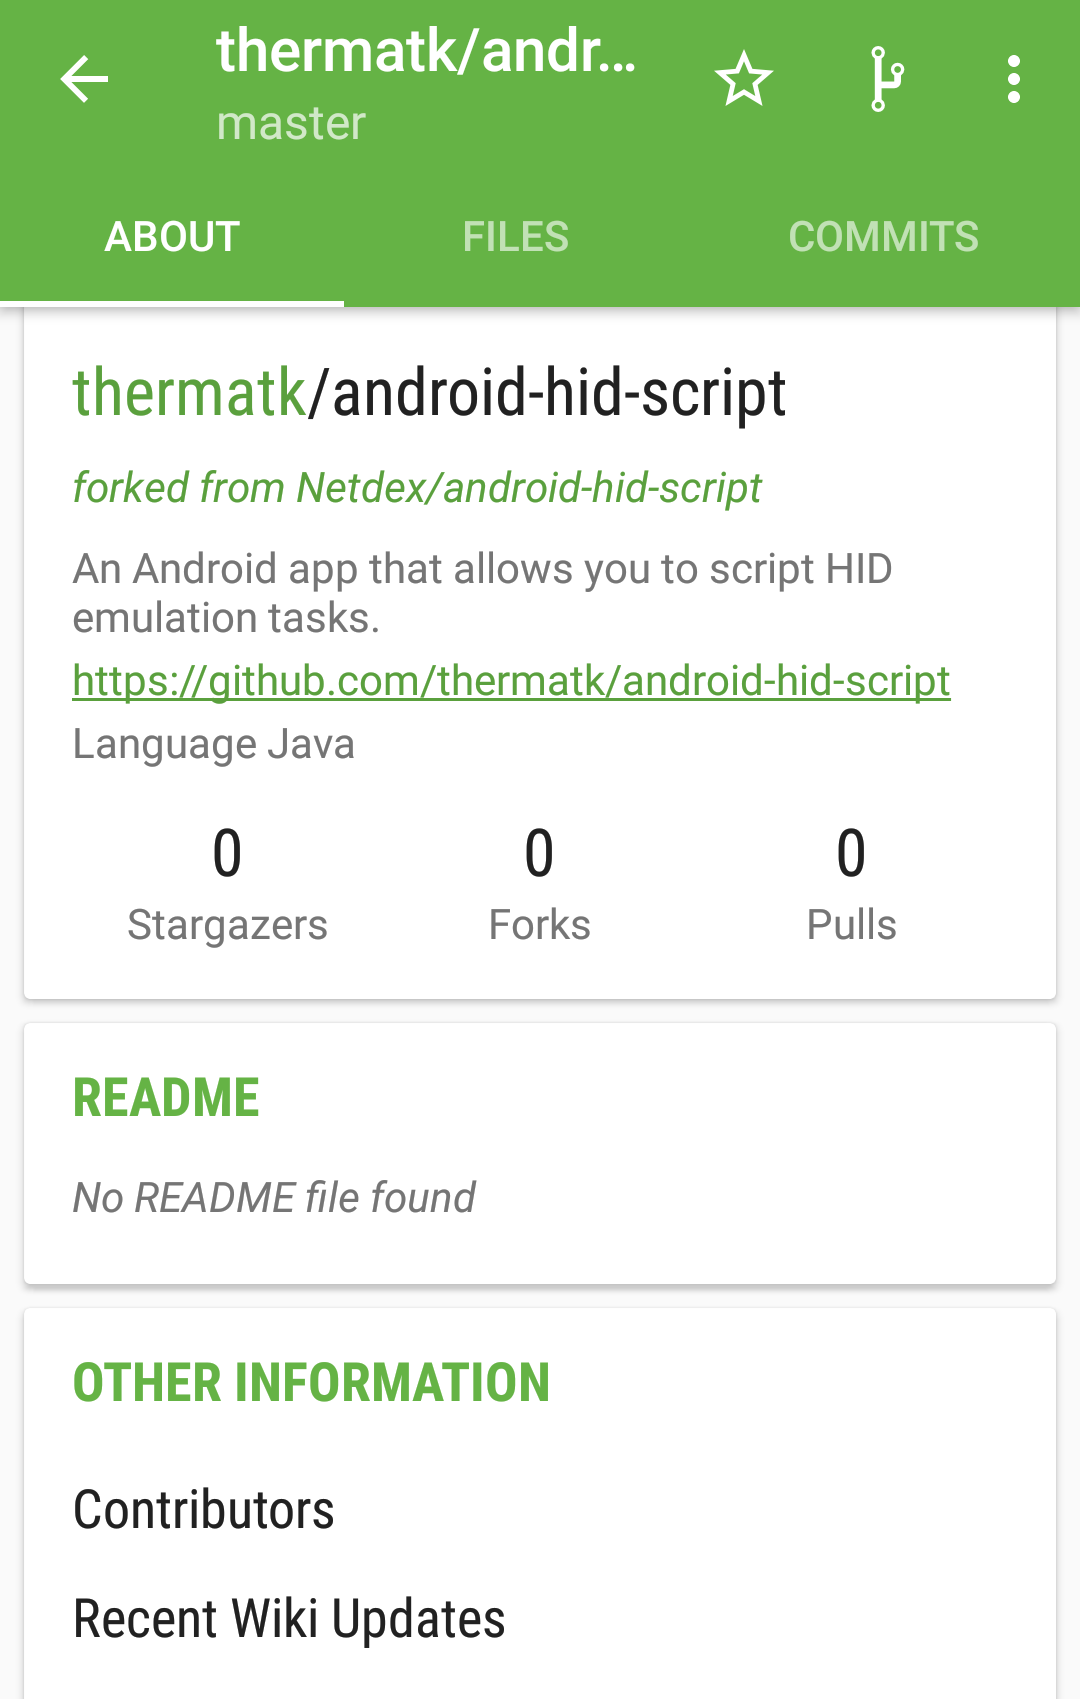 thermatk/andr...
master
ABOUT
FILES
COMMITS
thermatk/android-hid-script
forked from Netdex/android-hid-script
An Android app that allows you to script HID
emulation tasks.
https://github.com/thermatk/android-hid-script
Language Java
0
Stargazers
0
Forks
0
Pulls
README
No README file found
OTHER INFORMATION
Contributors
Recent Wiki Updates